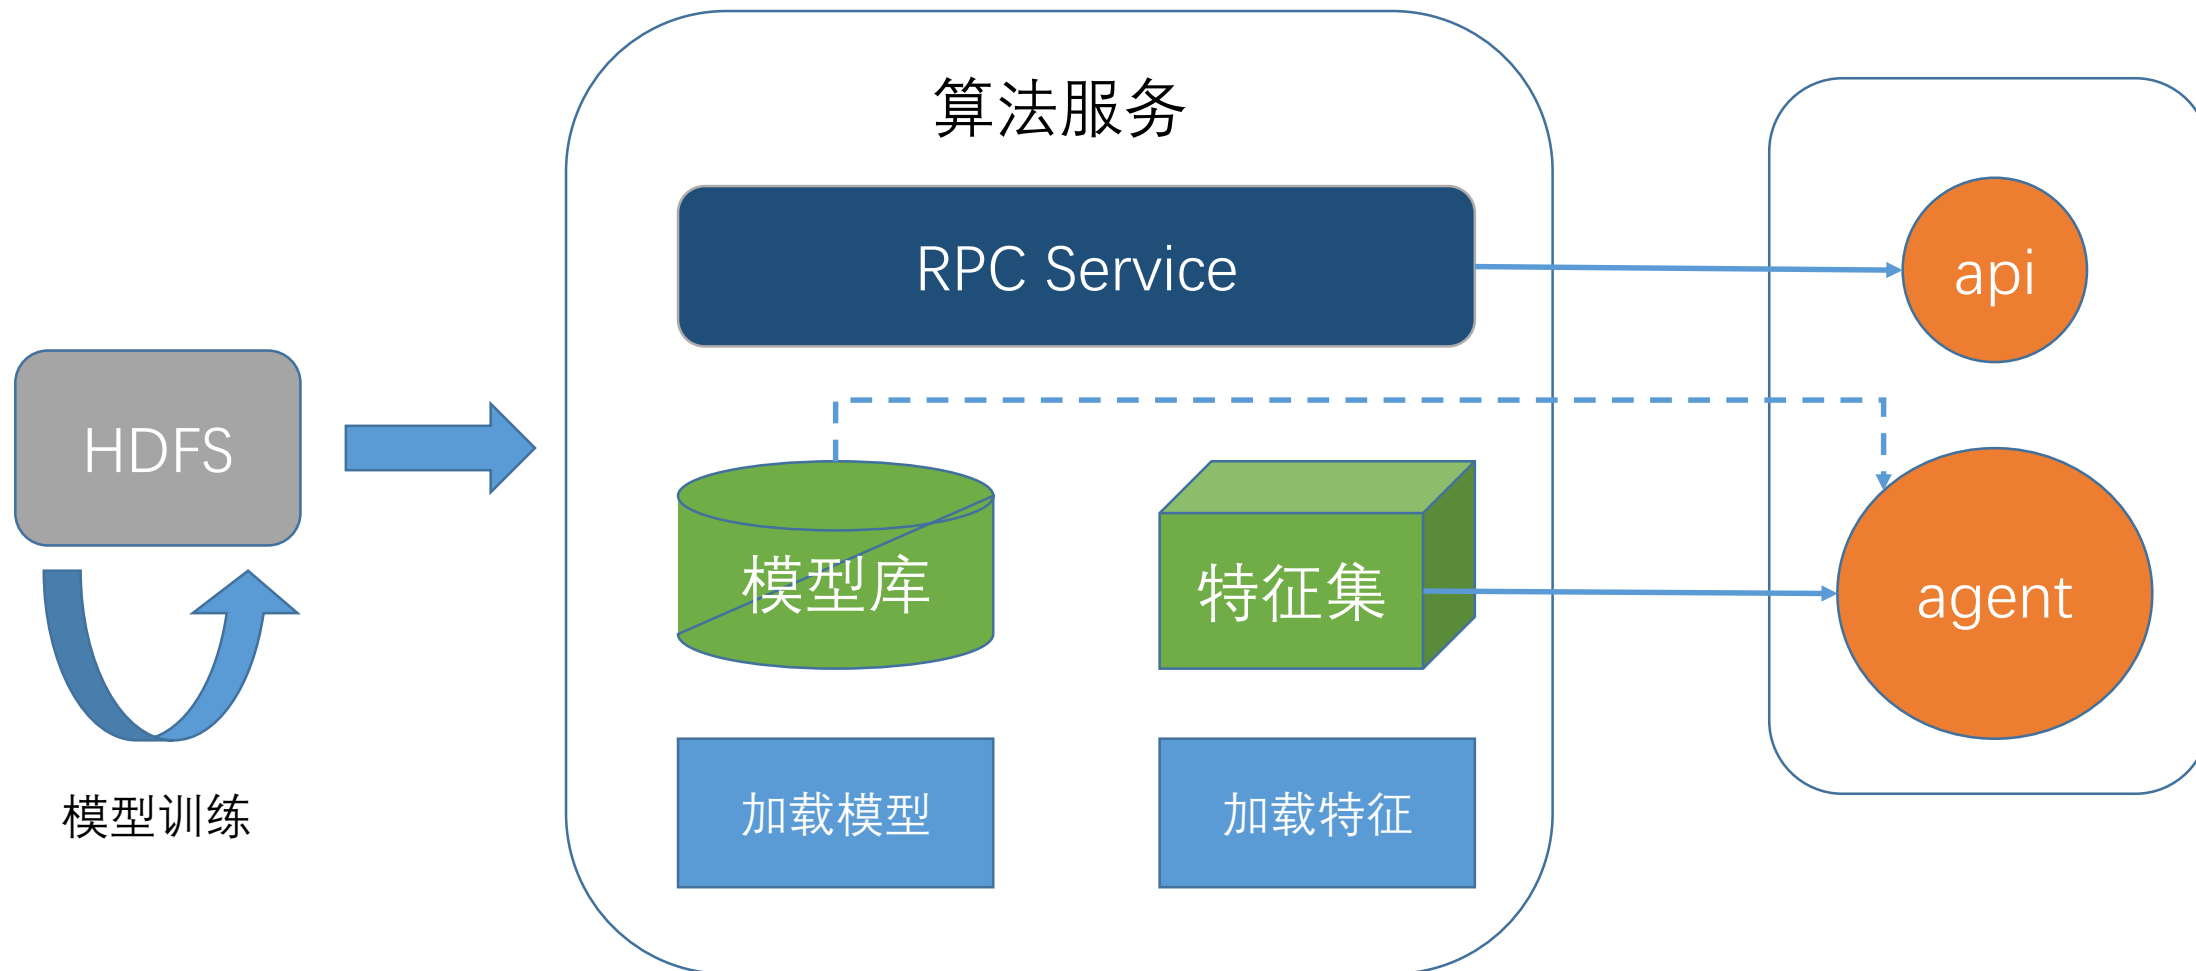 算法服务
RPC Service
api
HDFS
模型库
特征集
agent
模型训练
加载模型
加载特征